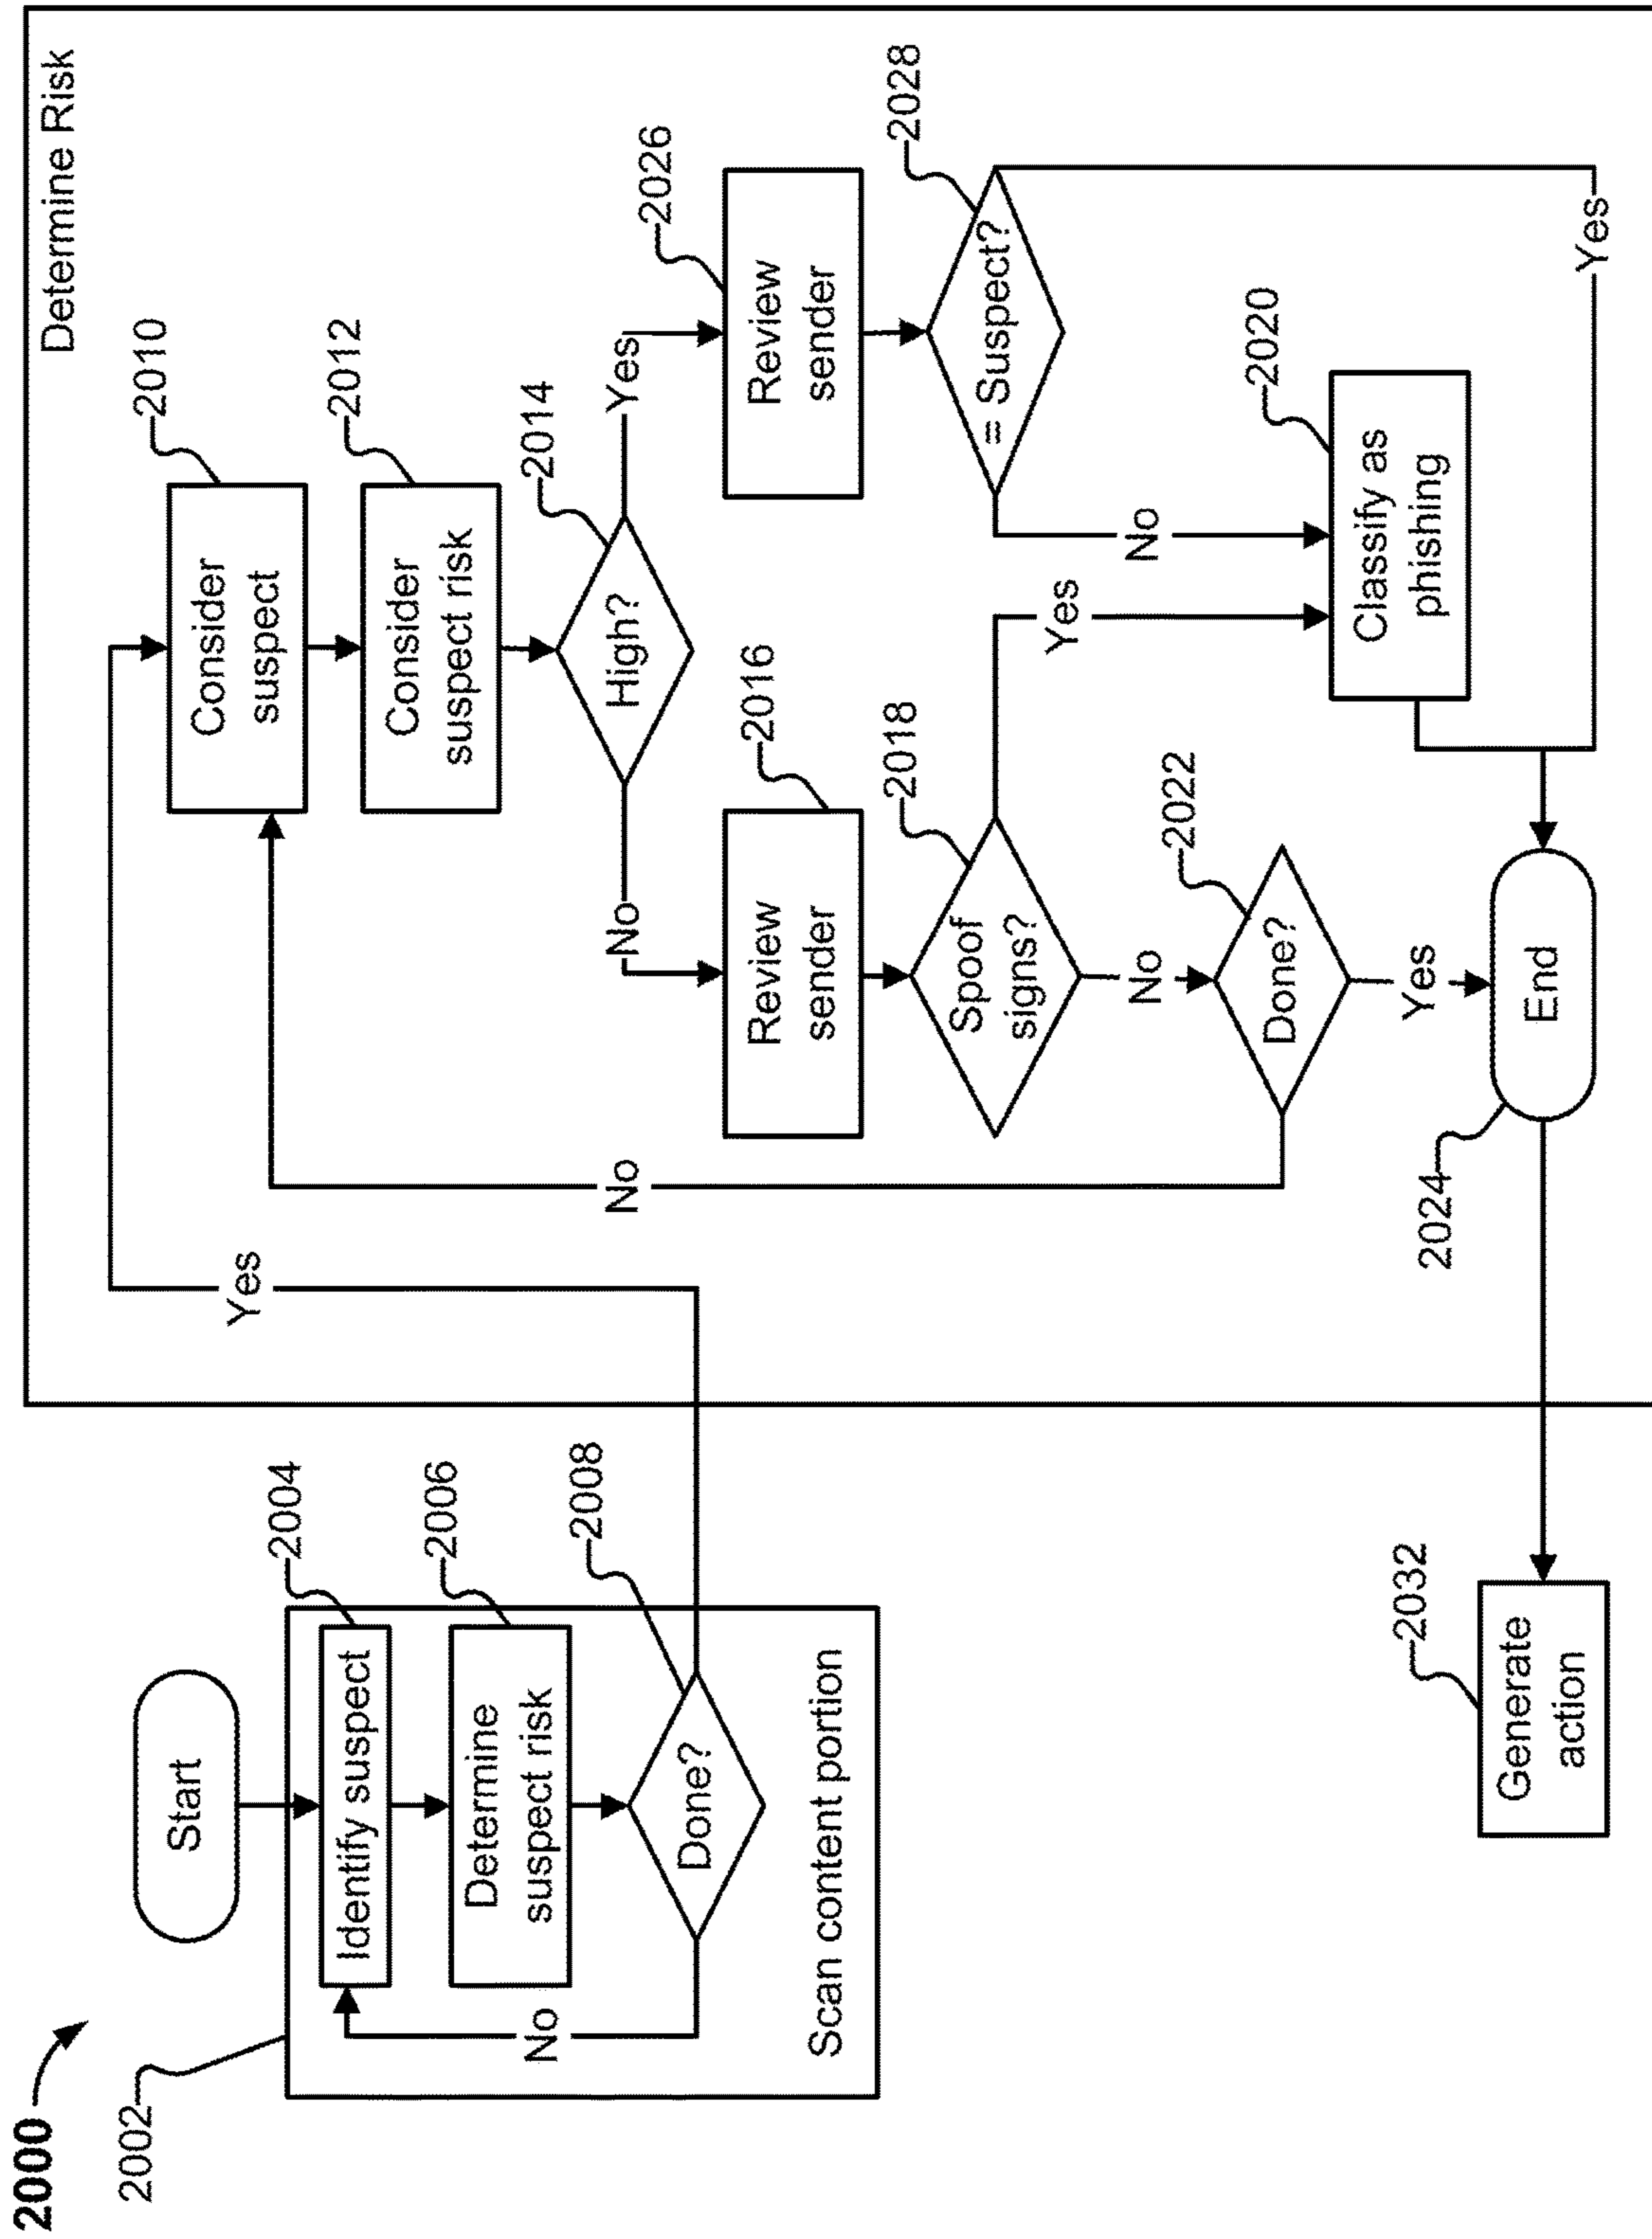 2000
2002
Start
2004
Identify suspect
2006
Determine
suspect risk
2008
Done?
No
Yes
Scan content portion
Determine Risk
2010
Consider
suspect
2012
Consider
suspect risk
2014
High?
No
Yes
2016
Review
sender
2018
Spoof
signs?
No
Yes
2022
Done?
No
Yes
2026
Review
sender
2028
= Suspect?
No
Yes
2020
Classify as
phishing
2024
End
2032
Generate
action